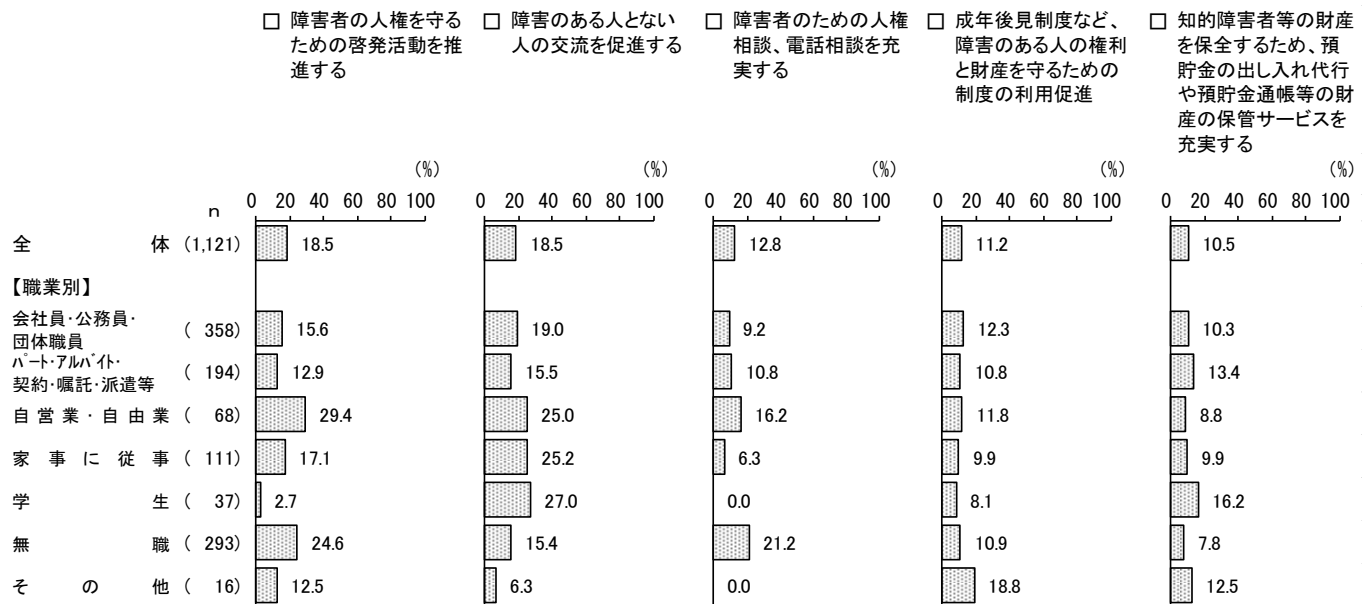 □ 障害者の人権を守る
ための啓発活動を推
進する
□ 障害のある人とない
人の交流を促進する
□ 障害者のための人権
相談、電話相談を充
実する
□ 成年後見制度など、
障害のある人の権利
と財産を守るための
制度の利用促進
□ 知的障害者等の財産
を保全するため、預
貯金の出し入れ代行
や預貯金通帳等の財
産の保管サービスを
充実する
(%) (%) (%) (%) (%)
n 0 20 40 60 80 100 0 20 40 60 80 100 0 20 40 60 80 100 0 20 40 60 80 100 0 20 40 60 80 100
全体 (1,121) 18.5 18.5 12.8 11.2 10.5
【職業別】
会社員・公務員・
団体職員 ( 358) 15.6 19.0 9.2 12.3 10.3
パート・アルバイト・
契約・嘱託・派遣等 ( 194) 12.9 15.5 10.8 10.8 13.4
自営業・自由業 ( 68) 29.4 25.0 16.2 11.8 8.8
家事に従事 ( 111) 17.1 25.2 6.3 9.9 9.9
学生 ( 37) 2.7 27.0 0.0 8.1 16.2
無職 ( 293) 24.6 15.4 21.2 10.9 7.8
その他 ( 16) 12.5 6.3 0.0 18.8 12.5